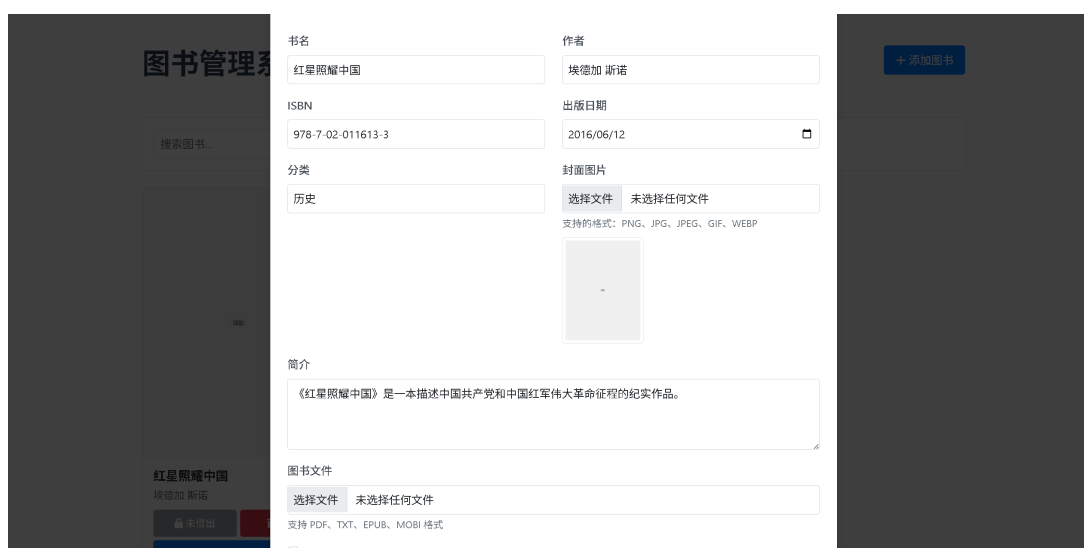 图书管理系
+ 添加图书
搜索图书...
书名
红星照耀中国
作者
埃德加 斯诺
ISBN
978-7-02-011613-3
出版日期
2016/06/12
分类
历史
封面图片
选择文件 未选择任何文件
支持的格式：PNG、JPG、JPEG、GIF、WEBP
简介
《红星照耀中国》是一本描述中国共产党和中国红军伟大革命征程的纪实作品。
图书文件
选择文件 未选择任何文件
支持 PDF、TXT、EPUB、MOBI 格式
红星照耀中国
埃德加 斯诺
未借出